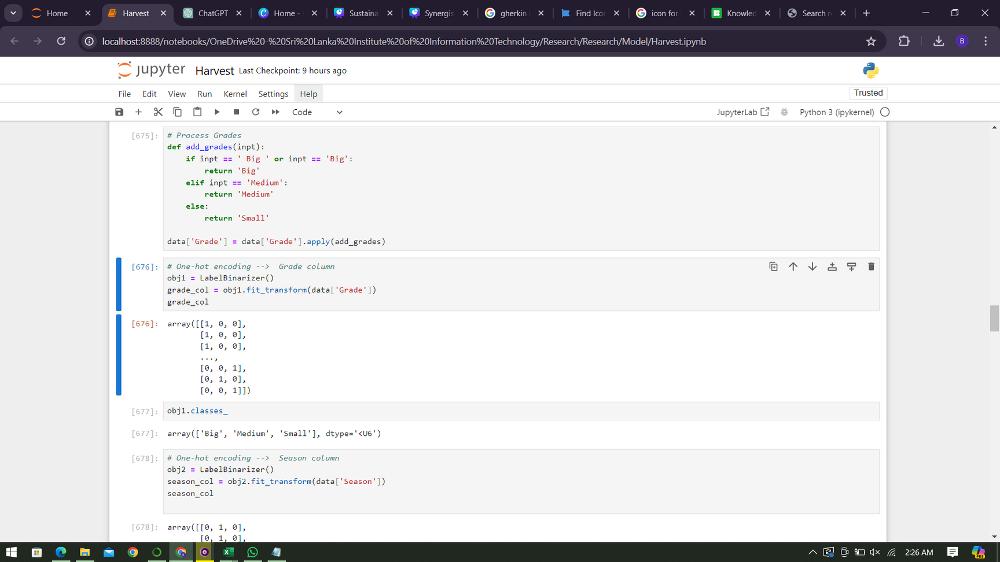 Home
Harvest
ChatGPT
Home -
Sustaina
Synergis
gherkin
Find Ico
icon for
Knowled
Search r
localhost:8888/notebooks/OneDrive%20-%20Sri%20Lanka%20Institute%20of%20Information%20Technology/Research/Research/Model/Harvest.ipynb
B
jupyter Harvest Last Checkpoint: 9 hours ago
File Edit View Run Kernel Settings Help
Trusted
Code
JupyterLab
Python 3 (ipykernel)
[675]: # Process Grades
def add_grades(inpt):
    if inpt == ' Big ' or inpt == 'Big':
        return 'Big'
    elif inpt == 'Medium':
        return 'Medium'
    else:
        return 'Small'
data['Grade'] = data['Grade'].apply(add_grades)
[676]: # One-hot encoding --> Grade column
obj1 = LabelBinarizer()
grade_col = obj1.fit_transform(data['Grade'])
grade_col
[676]: array([[1, 0, 0],
       [1, 0, 0],
       [1, 0, 0],
       ...,
       [0, 0, 1],
       [0, 1, 0],
       [0, 0, 1]])
[677]: obj1.classes_
[677]: array(['Big', 'Medium', 'Small'], dtype='<U6')
[678]: # One-hot encoding --> Season column
obj2 = LabelBinarizer()
season_col = obj2.fit_transform(data['Season'])
season_col
[678]: array([[0, 1, 0],
       [0, 1, 0],
2:26 AM
PRE